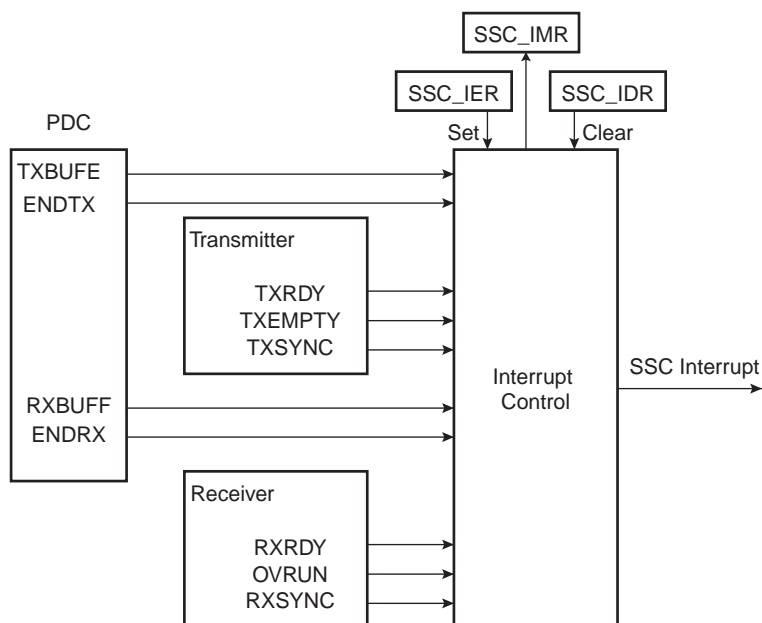 SSC_IMR
SSC_IER
SSC_IDR
PDC
Set
Clear
TXBUFE
ENDTX
Transmitter
TXRDY
TXEMPTY
TXSYNC
RXBUFF
ENDRX
Interrupt
Control
SSC Interrupt
Receiver
RXRDY
OVRUN
RXSYNC